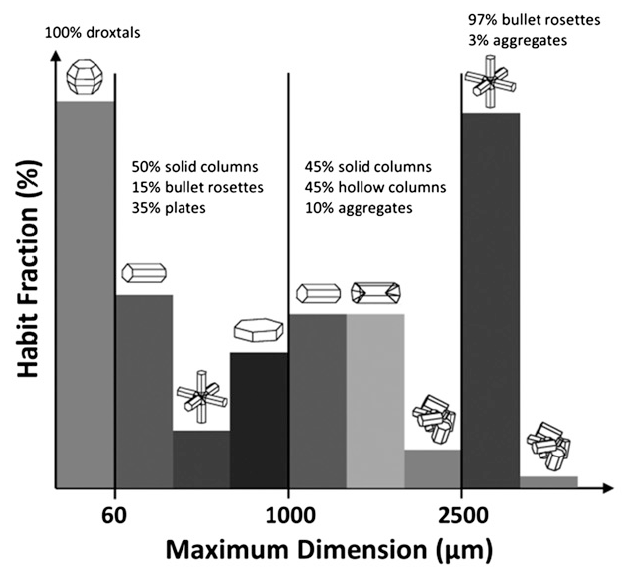 100% droxtals
97% bullet rosettes
3% aggregates
50% solid columns
15% bullet rosettes
35% plates
45% solid columns
45% hollow columns
10% aggregates
Habit Fraction (%)
60
1000
2500
Maximum Dimension (μm)